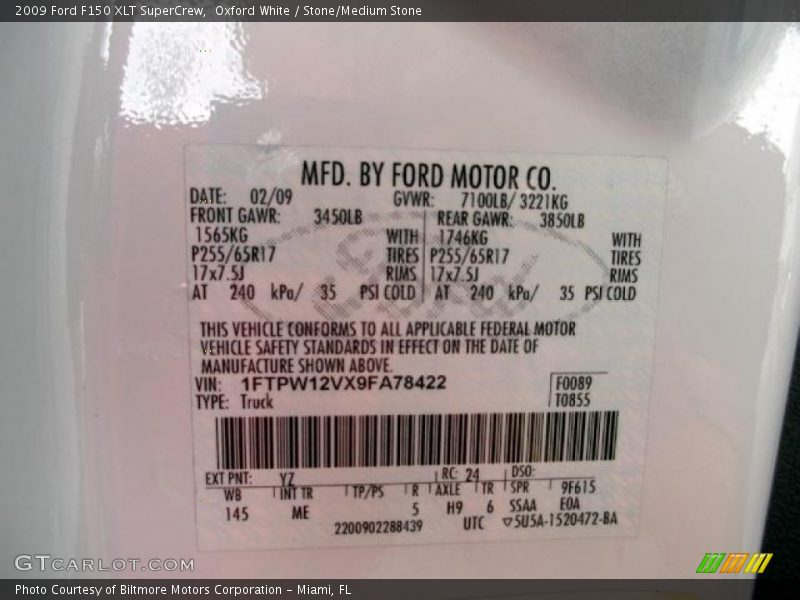 2009 Ford F150 XLT SuperCrew,  Oxford White / Stone/Medium Stone
MFD. BY FORD MOTOR CO.
DATE: 02/09 GVWR: 7100LB/ 3221KG
FRONT GAWR: 3450LB REAR GAWR: 3850LB
1565KG WITH 1746KG WITH
P255/65R17 TIRES P255/65R17 TIRES
17x7.5J RIMS 17x7.5J RIMS
AT 240 kPa/ 35 PSI COLD AT 240 kPa/ 35 PSI COLD
THIS VEHICLE CONFORMS TO ALL APPLICABLE FEDERAL MOTOR
VEHICLE SAFETY STANDARDS IN EFFECT ON THE DATE OF
MANUFACTURE SHOWN ABOVE.
VIN: 1FTPW12VX9FA78422 F0089
TYPE: Truck T0855
EXT PNT: YZ RC: 24 DSO:
WB INT TR TP/PS R AXLE TR SPR 9F615
145 ME 5 H9 6 SSAA E0A
2200902288439 UTC ▽5U5A-1520472-BA
GTCARLOT.COM
Photo Courtesy of Biltmore Motors Corporation – Miami, FL